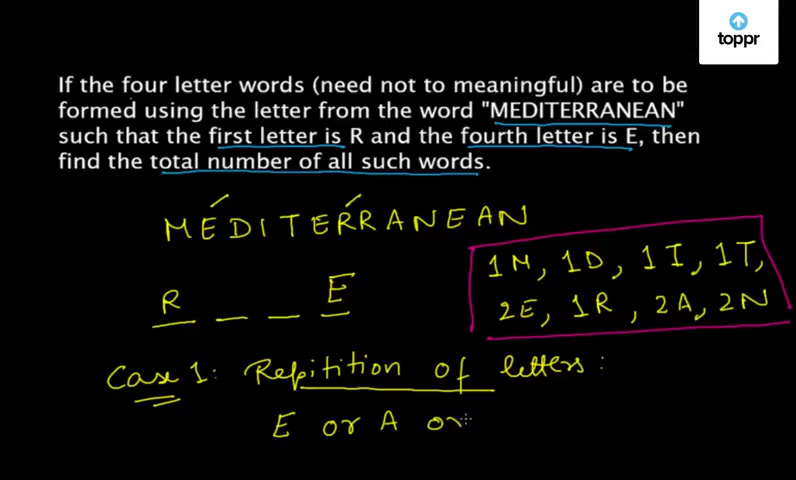 toppr
If the four letter words (need not to meaningful) are to be
formed using the letter from the word "MEDITERRANEAN"
such that the first letter is R and the fourth letter is E, then
find the total number of all such words.
MEDITERRANEAN
R _ _ E
1M, 1D, 1I, 1T,
2E, 1R, 2A, 2N
Case 1: Repitition of letters:
E or A or